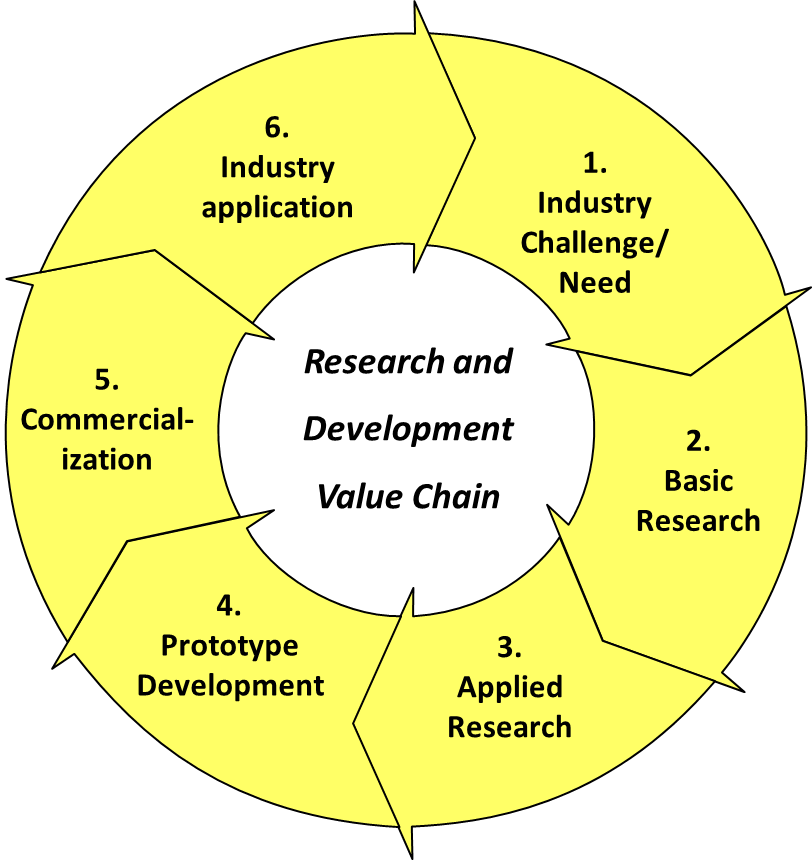 Research and
Development
Value Chain
1.
Industry
Challenge/
Need
2.
Basic
Research
3.
Applied
Research
4.
Prototype
Development
5.
Commercial-
ization
6.
Industry
application